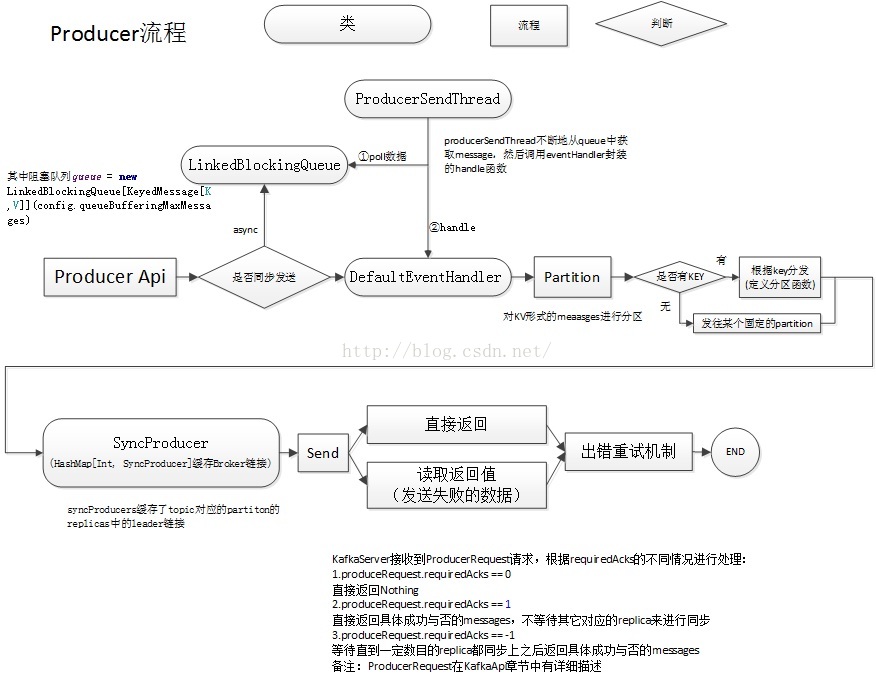 Producer流程
类
流程
判断
ProducerSendThread
producerSendThread不断地从queue中获
取message，然后调用eventHandler封装
的handle函数
①poll数据
LinkedBlockingQueue
其中阻塞队列queue = new
LinkedBlockingQueue[KeyedMessage[K
,V]](config.queueBufferingMaxMessa
ges)
async
②handle
Producer Api
是否同步发送
DefaultEventHandler
Partition
是否有KEY
有
根据key分发
(定义分区函数)
无
发往某个固定的partition
对KV形式的meaasges进行分区
http://blog.csdn.net/
SyncProducer
(HashMap[Int, SyncProducer]缓存Broker链接)
Send
直接返回
读取返回值
（发送失败的数据）
出错重试机制
END
syncProducers缓存了topic对应的partiton的
replicas中的leader链接
KafkaServer接收到ProducerRequest请求，根据requiredAcks的不同情况进行处理：
1.produceRequest.requiredAcks == 0
直接返回Nothing
2.produceRequest.requiredAcks == 1
直接返回具体成功与否的messages，不等待其它对应的replica来进行同步
3.produceRequest.requiredAcks == -1
等待直到一定数目的replica都同步上之后返回具体成功与否的messages
备注：ProducerRequest在KafkaApi章节中有详细描述